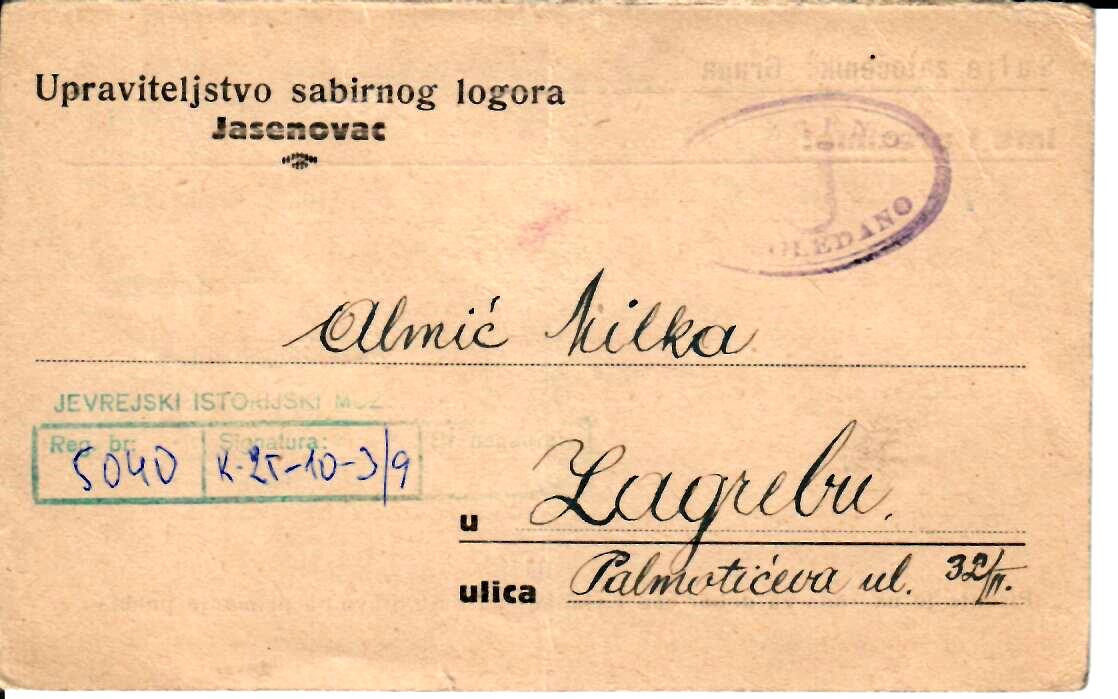 Upraviteljstvo sabirnog logora
Jasenovac
Almić Milka
JEVREJSKI ISTORIJSKI MUZ
Reg. br: Signatura:
5040 K-25-10-3/9
u Zagrebu.
ulica Palmotićeva ul. 32/II.